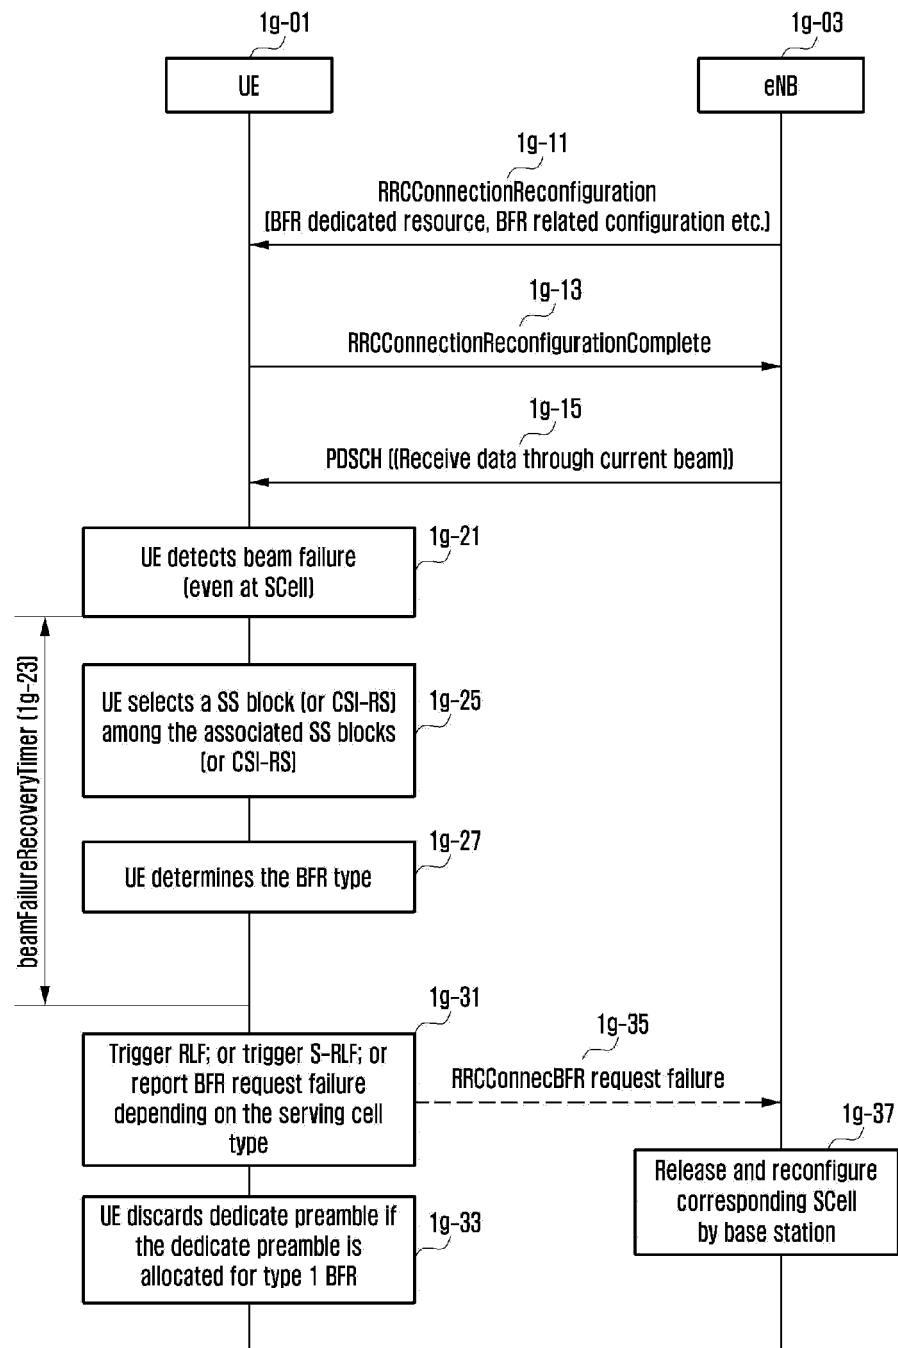 1g-01
1g-03
UE
eNB
1g-11
RRCConnectionReconfiguration
(BFR dedicated resource, BFR related configuration etc.)
1g-13
RRCConnectionReconfigurationComplete
1g-15
PDSCH ((Receive data through current beam))
UE detects beam failure
(even at SCell)
1g-21
beamFailureRecoveryTimer (1g-23)
UE selects a SS block (or CSI-RS)
among the associated SS blocks
(or CSI-RS)
1g-25
UE determines the BFR type
1g-27
1g-31
Trigger RLF; or trigger S-RLF; or
report BFR request failure
depending on the serving cell
type
1g-35
RRCConnecBFR request failure
1g-37
Release and reconfigure
corresponding SCell
by base station
UE discards dedicate preamble if
the dedicate preamble is
allocated for type 1 BFR
1g-33